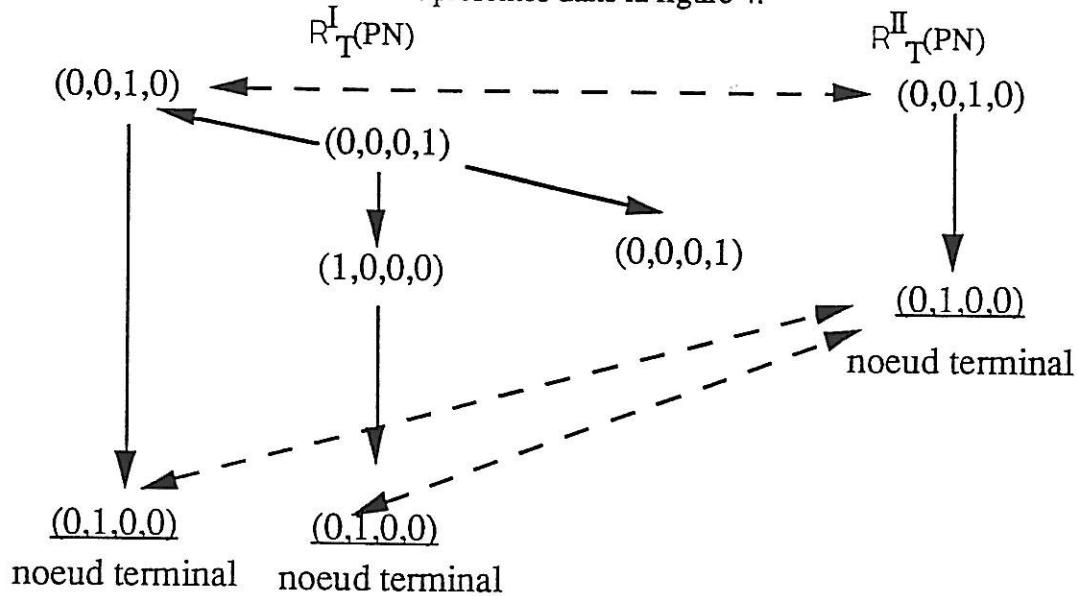 R^I_T(PN)
R^II_T(PN)
(0,0,1,0)
(0,0,1,0)
(0,0,0,1)
(1,0,0,0)
(0,0,0,1)
(0,1,0,0)
noeud terminal
(0,1,0,0)
noeud terminal
(0,1,0,0)
noeud terminal